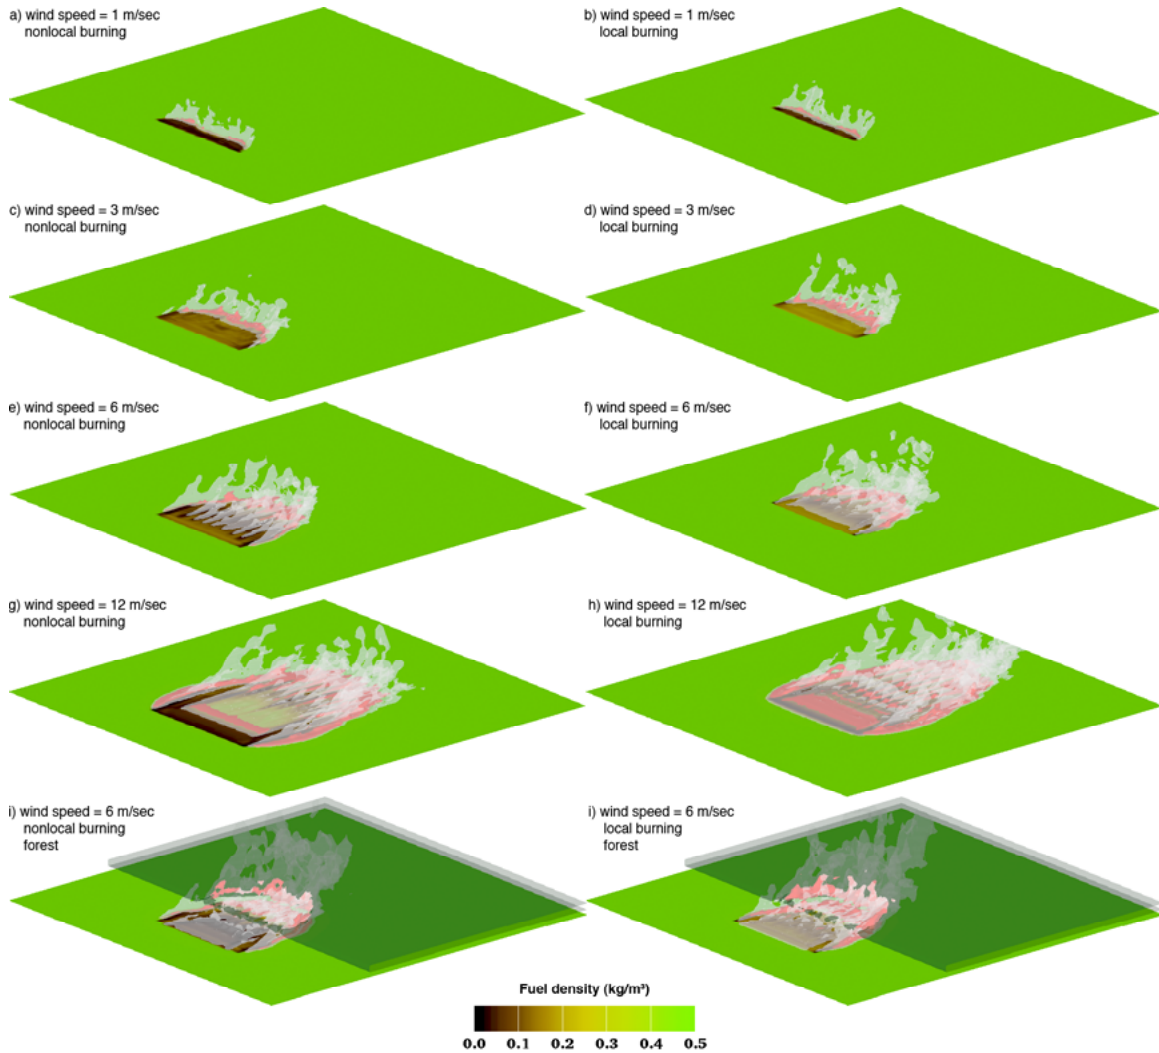 a) wind speed = 1 m/sec
nonlocal burning
b) wind speed = 1 m/sec
local burning
c) wind speed = 3 m/sec
nonlocal burning
d) wind speed = 3 m/sec
local burning
e) wind speed = 6 m/sec
nonlocal burning
f) wind speed = 6 m/sec
local burning
g) wind speed = 12 m/sec
nonlocal burning
h) wind speed = 12 m/sec
local burning
i) wind speed = 6 m/sec
nonlocal burning
forest
i) wind speed = 6 m/sec
local burning
forest
Fuel density (kg/m³)
0.0 0.1 0.2 0.3 0.4 0.5